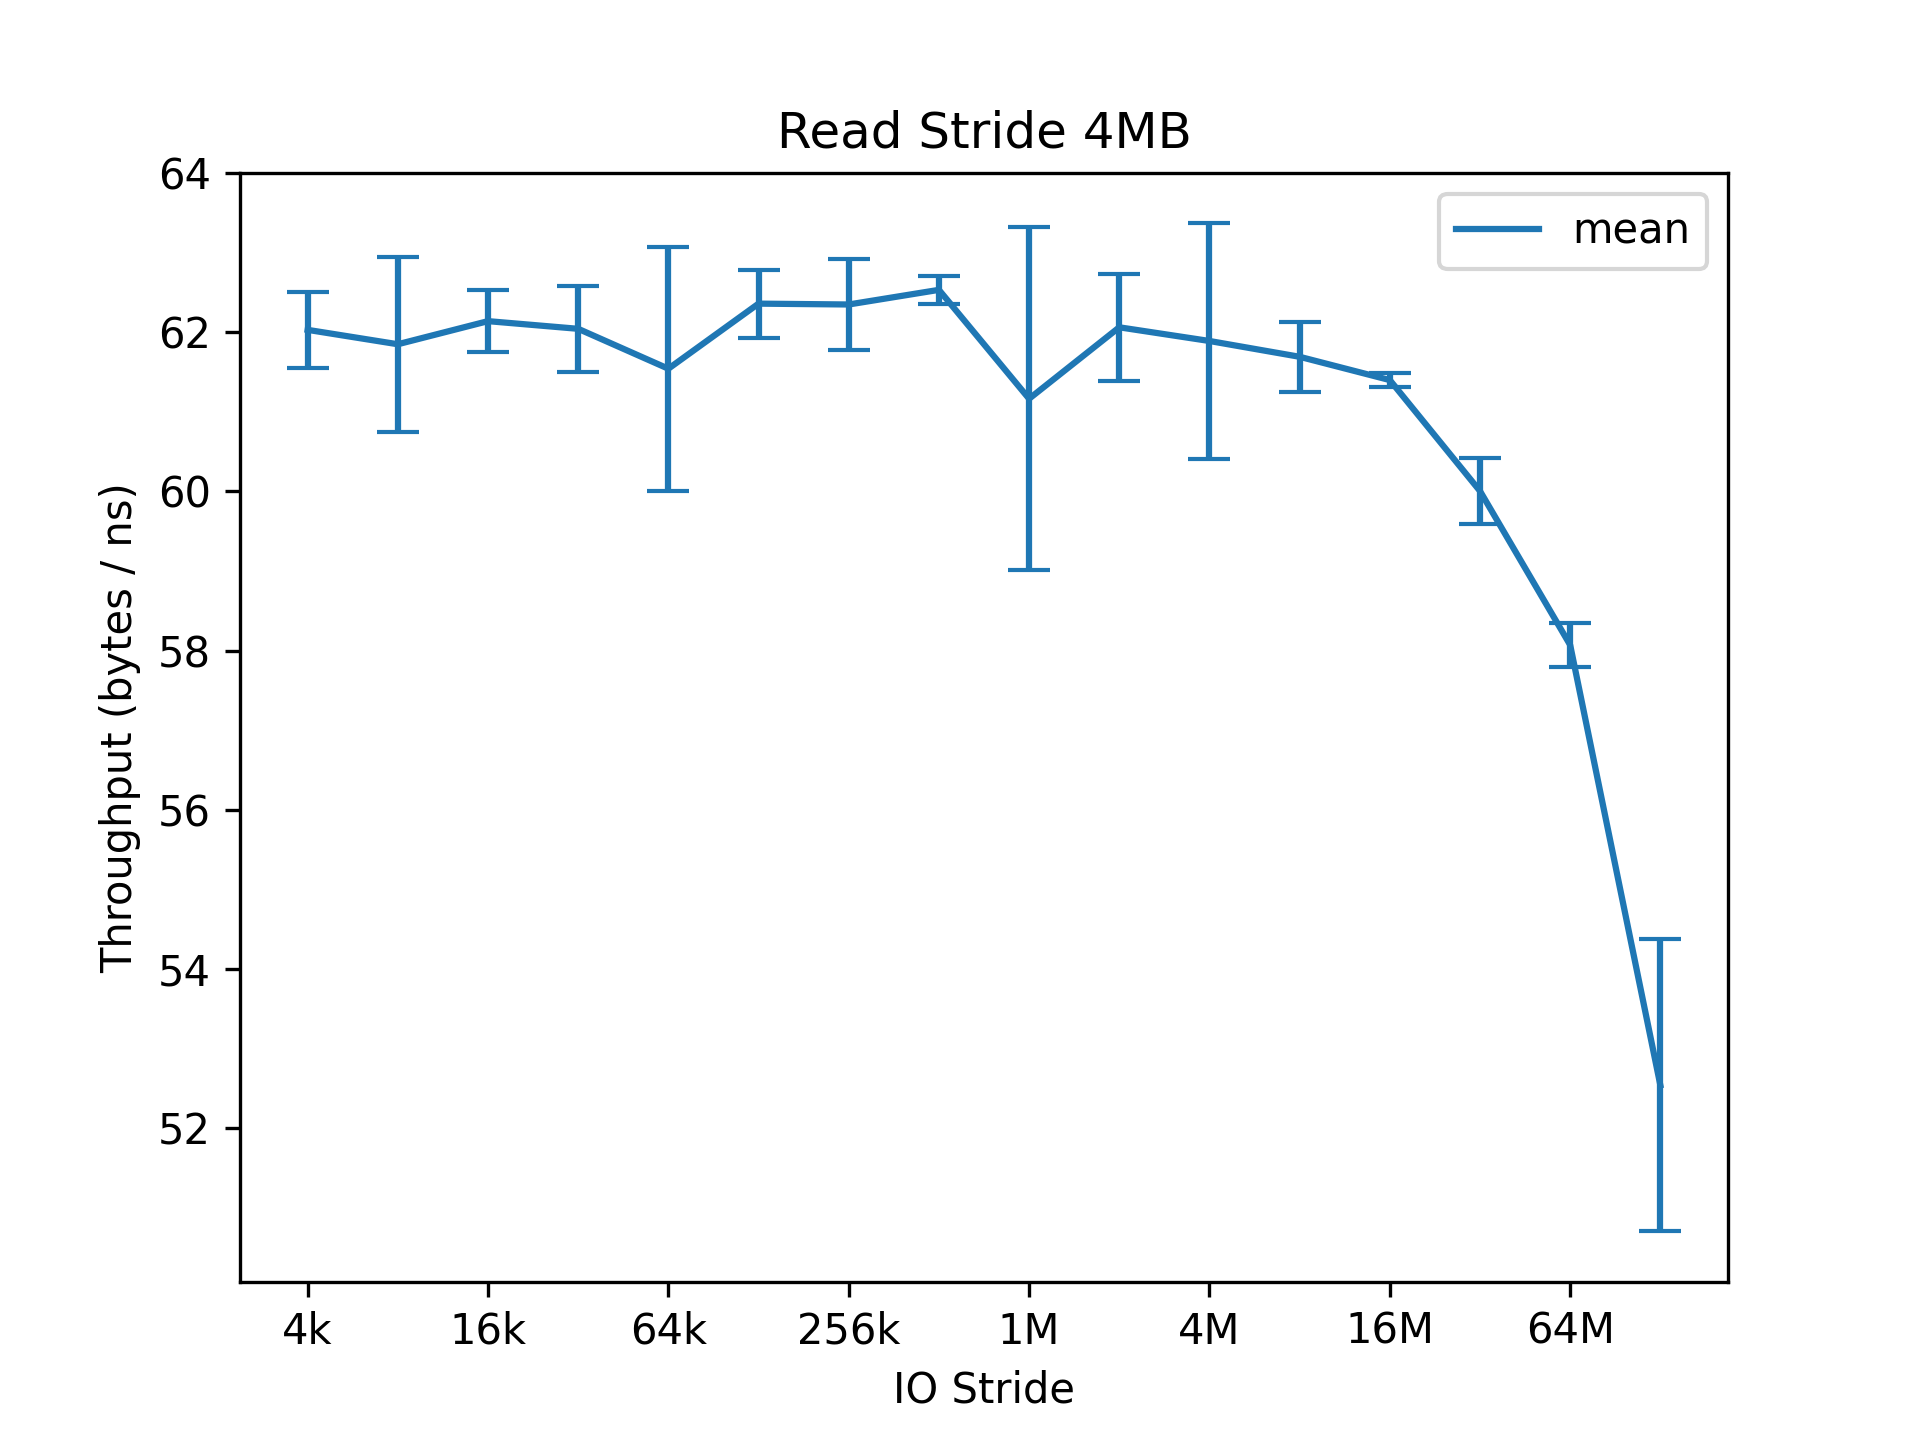 Read Stride 4MB
mean
64
62
60
58
56
54
52
Throughput (bytes / ns)
4k 16k 64k 256k 1M 4M 16M 64M
IO Stride